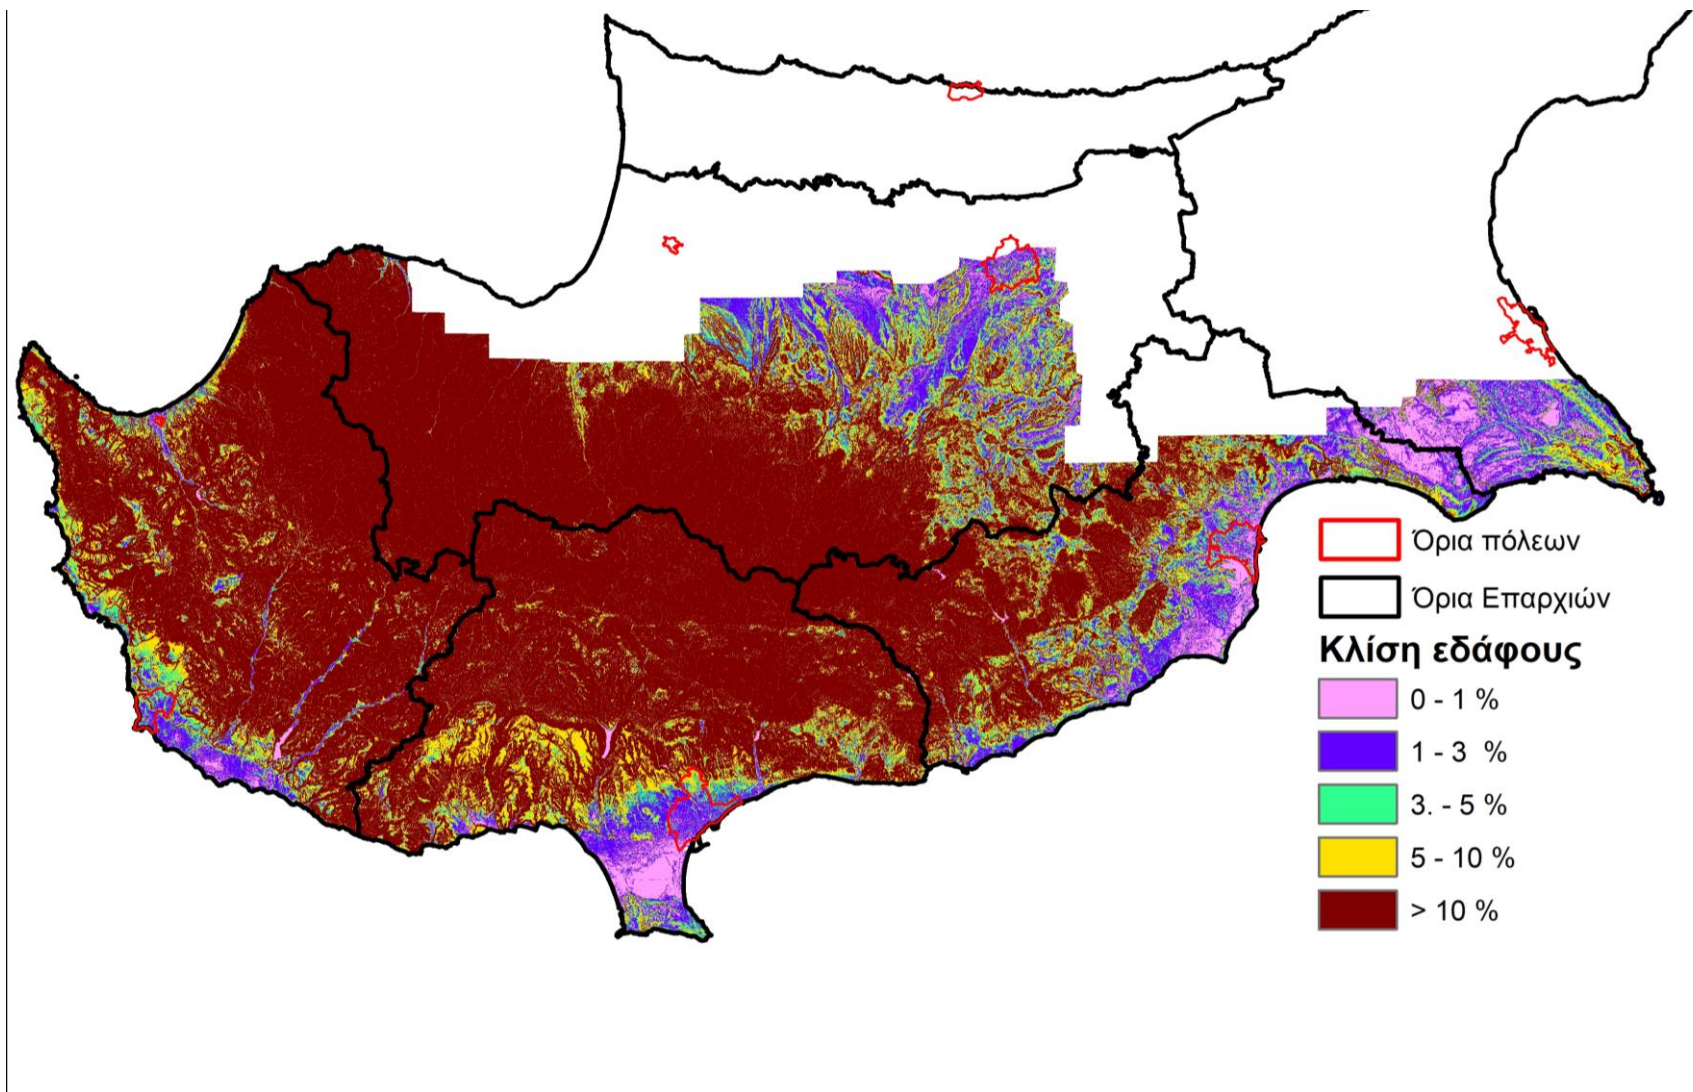 Όρια πόλεων
Όρια Επαρχιών
Κλίση εδάφους
0 - 1 %
1 - 3 %
3. - 5 %
5 - 10 %
> 10 %